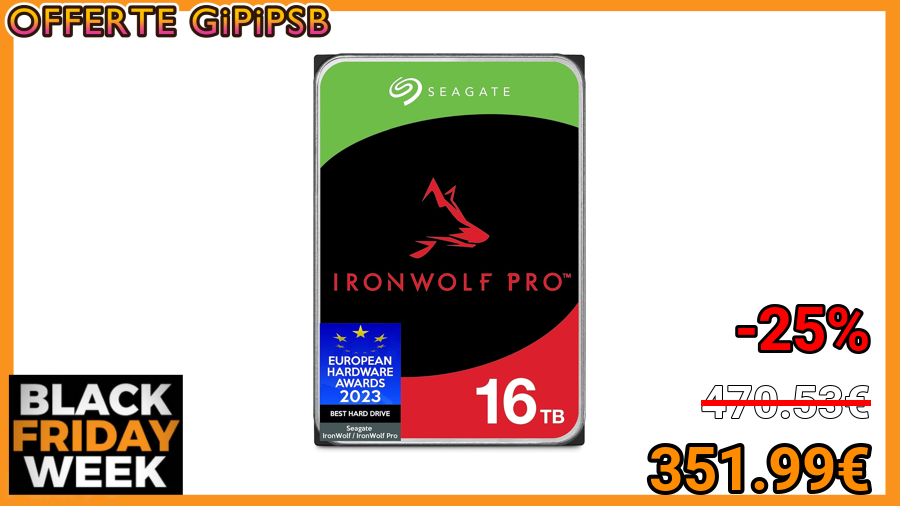 OFFERTE GiPiPSB
SEAGATE
IRONWOLF PRO™
EUROPEAN
HARDWARE
AWARDS
2023
BEST HARD DRIVE
Seagate
IronWolf / IronWolf Pro
16 TB
BLACK
FRIDAY
WEEK
-25%
470.53€
351.99€